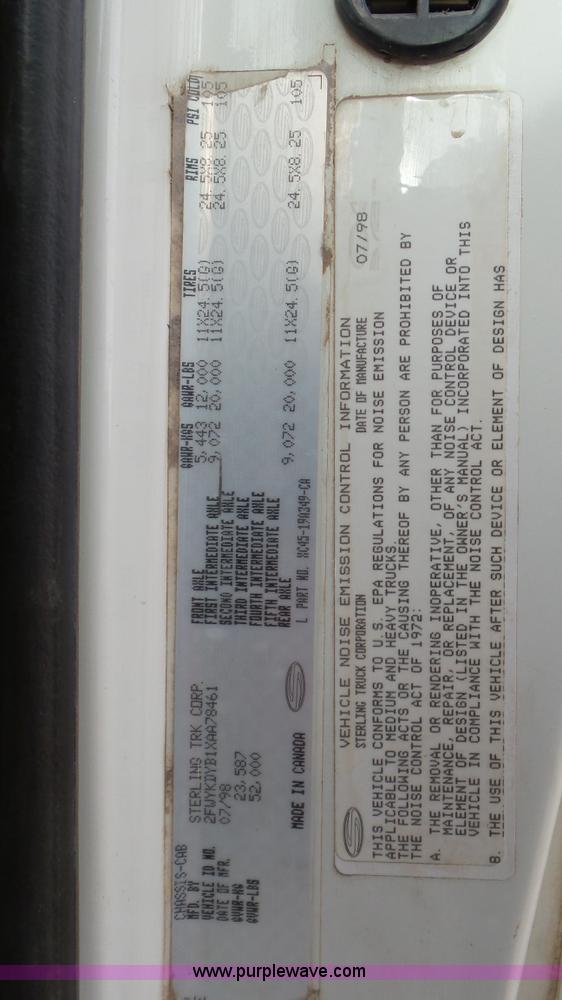 CHASSIS-CAB
MFD. BY STERLING TRK CORP.
VEHICLE ID NO. 2FWYKDYB1XAA78461
DATE OF MFR. 07/98
GVWR-KG 23,587
GVWR-LBS 52,000
MADE IN CANADA
GAWR-KGS GAWR-LBS TIRES RIMS PSI COLD
FRONT AXLE 5,443 12,000 11X24.5(G) 24.5X8.25 105
FIRST INTERMEDIATE AXLE 9,072 20,000 11X24.5(G) 24.5X8.25 105
SECOND INTERMEDIATE AXLE
THIRD INTERMEDIATE AXLE
FOURTH INTERMEDIATE AXLE
FIFTH INTERMEDIATE AXLE
REAR AXLE 9,072 20,000 11X24.5(G) 24.5X8.25 105
L PART NO. XC45-19A349-CA
VEHICLE NOISE EMISSION CONTROL INFORMATION
STERLING TRUCK CORPORATION DATE OF MANUFACTURE 07/98
THIS VEHICLE CONFORMS TO U.S. EPA REGULATIONS FOR NOISE EMISSION
APPLICABLE TO MEDIUM AND HEAVY TRUCKS.
THE FOLLOWING ACTS OR THE CAUSING THEREOF BY ANY PERSON ARE PROHIBITED BY
THE NOISE CONTROL ACT OF 1972:
A. THE REMOVAL OR RENDERING INOPERATIVE, OTHER THAN FOR PURPOSES OF
MAINTENANCE, REPAIR, OR REPLACEMENT, OF ANY NOISE CONTROL DEVICE OR
ELEMENT OF DESIGN (LISTED IN THE OWNER'S MANUAL) INCORPORATED INTO THIS
VEHICLE IN COMPLIANCE WITH THE NOISE CONTROL ACT.
B. THE USE OF THIS VEHICLE AFTER SUCH DEVICE OR ELEMENT OF DESIGN HAS
www.purplewave.com